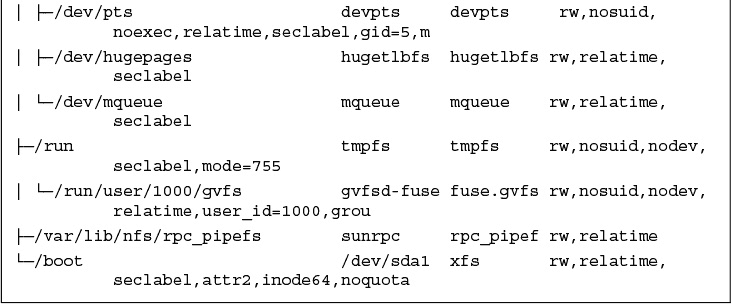 │ ├─/dev/pts devpts devpts rw,nosuid,
noexec,relatime,seclabel,gid=5,m
│ ├─/dev/hugepages hugetlbfs hugetlbfs rw,relatime,
seclabel
│ └─/dev/mqueue mqueue mqueue rw,relatime,
seclabel
├─/run tmpfs tmpfs rw,nosuid,nodev,
seclabel,mode=755
│ └─/run/user/1000/gvfs gvfsd-fuse fuse.gvfs rw,nosuid,nodev,
relatime,user_id=1000,grou
├─/var/lib/nfs/rpc_pipefs sunrpc rpc_pipef rw,relatime
└─/boot /dev/sda1 xfs rw,relatime,
seclabel,attr2,inode64,noquota